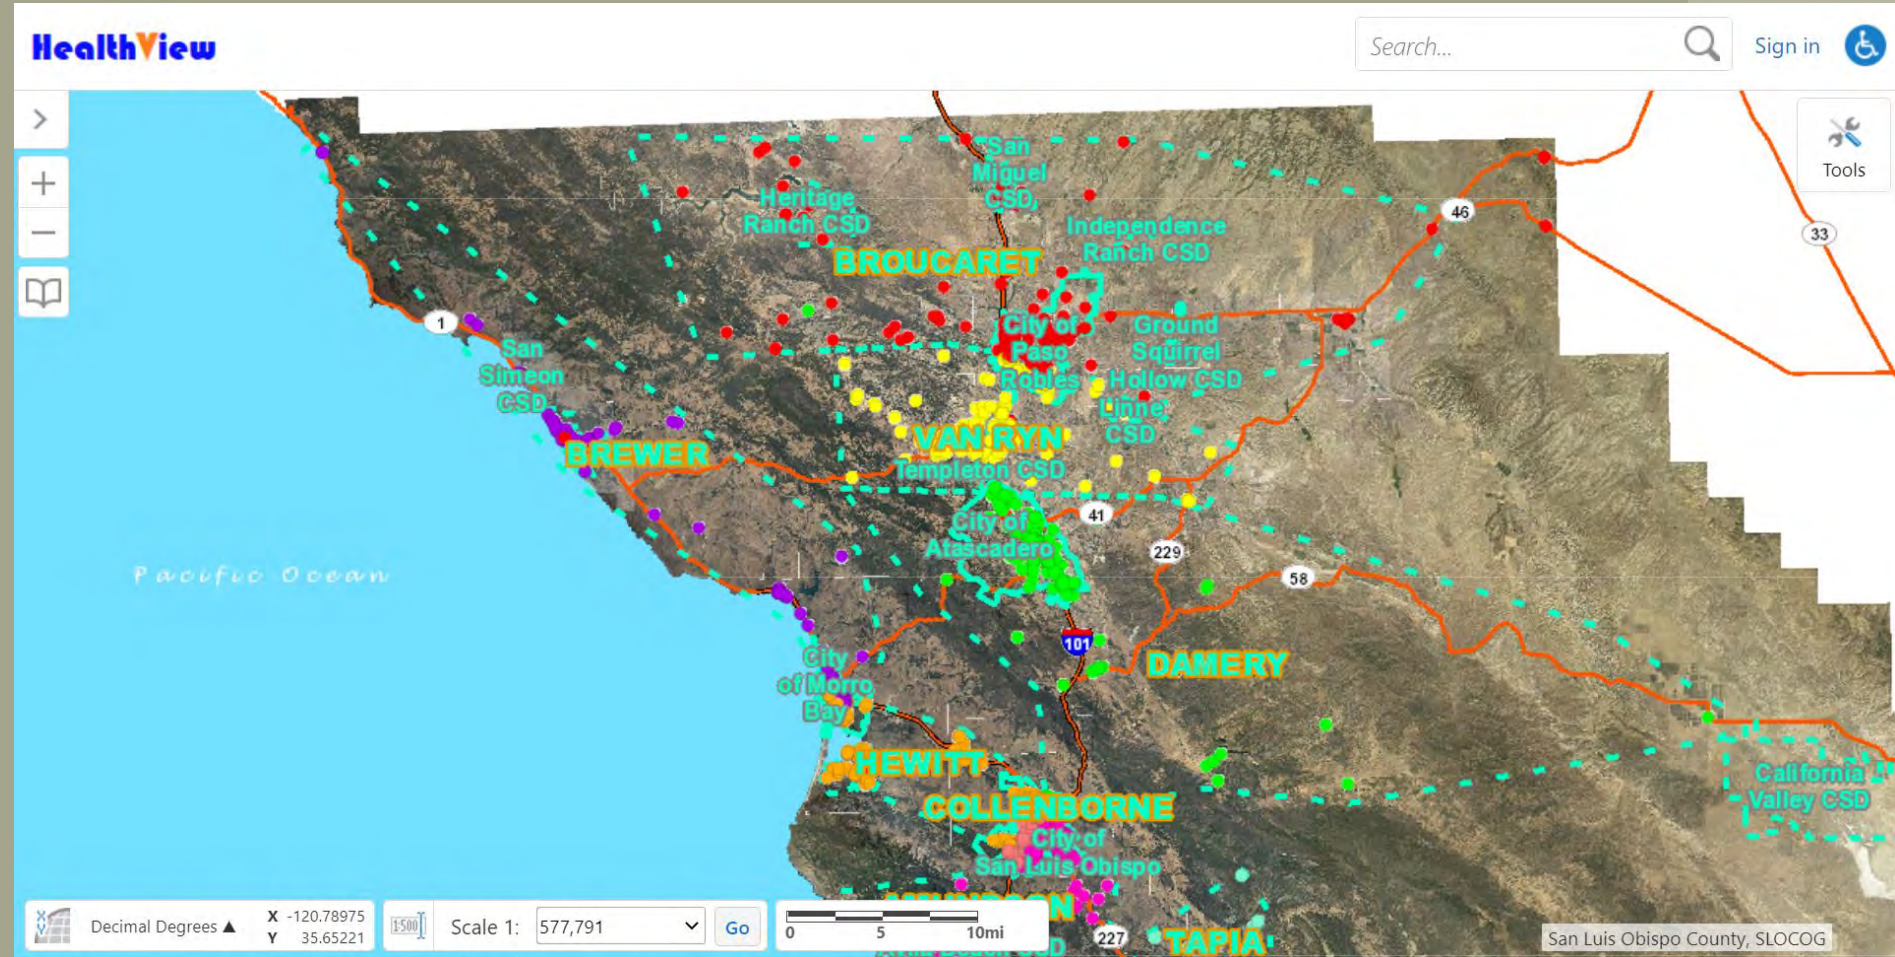 HealthView
Search...
Sign in
Tools
San
Miguel
CSD
Heritage
Ranch CSD
46
33
Independence
Ranch CSD
BROUCARET
1
City of
Paso
Robles
Ground
Squirrel
Hollow CSD
San
Simeon
CSD
Linne
CSD
VAN RYN
BREWER
Templeton CSD
41
City of
Atascadero
229
Pacific Ocean
58
101
City
of Morro
Bay
DAMERY
HEWITT
California
Valley CSD
COLLENBORNE
City of
San Luis Obispo
227
TAPIA
Decimal Degrees ▲
X -120.78975
Y 35.65221
1:500
Scale 1:
577,791
Go
0 5 10mi
San Luis Obispo County, SLOCOG